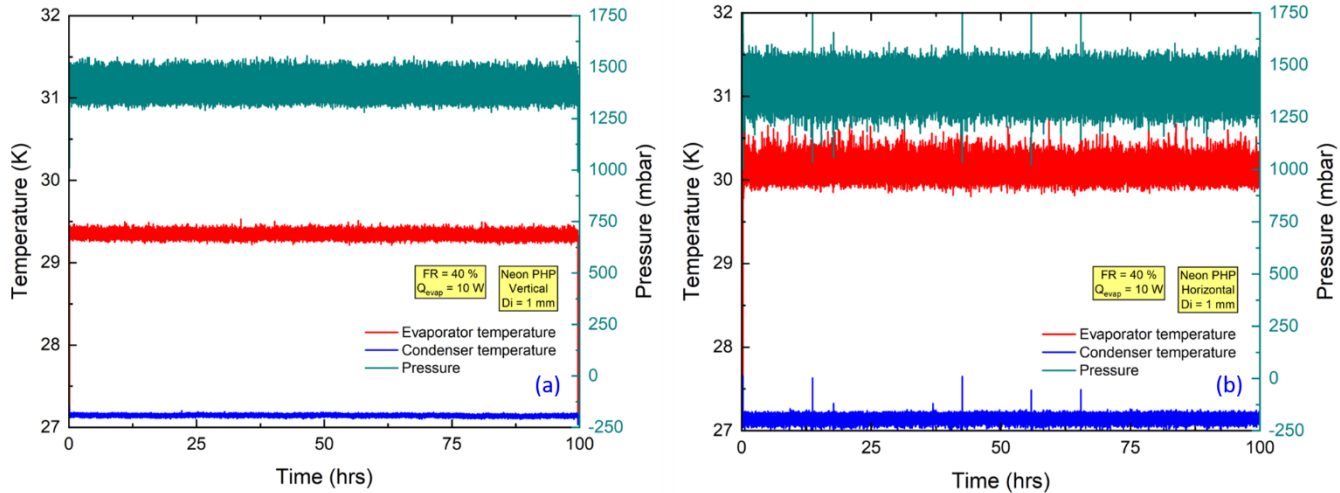 32
31
30
29
28
27
Temperature (K)
1750
1500
1250
1000
750
500
250
0
-250
Pressure (mbar)
FR = 40 %
Qevap = 10 W
Neon PHP
Vertical
Di = 1 mm
Evaporator temperature
Condenser temperature
Pressure
(a)
0
25
50
75
100
Time (hrs)
32
31
30
29
28
27
Temperature (K)
1750
1500
1250
1000
750
500
250
0
-250
Pressure (mbar)
FR = 40 %
Qevap = 10 W
Neon PHP
Horizontal
Di = 1 mm
Evaporator temperature
Condenser temperature
Pressure
(b)
0
25
50
75
100
Time (hrs)